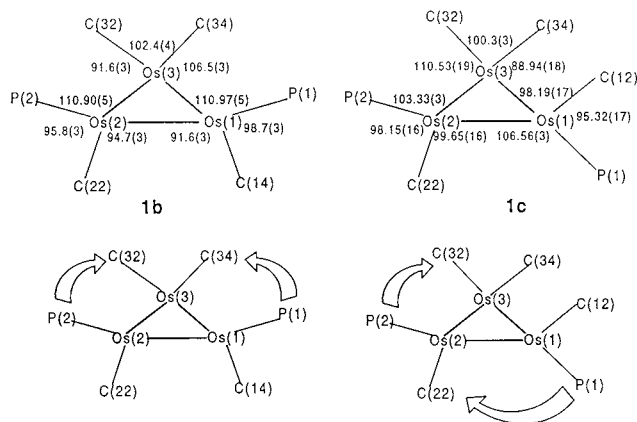 C(32) C(34)
102.4(4)
91.6(3) Os(3) 106.5(3)
P(2) 110.90(5) 110.97(5) P(1)
95.8(3) Os(2) 94.7(3) 91.6(3) Os(1) 98.7(3)
C(22) C(14)
1b
C(32) C(34)
100.3(3)
110.53(19) Os(3) 88.94(18) C(12)
P(2) 103.33(3) 98.19(17)
98.15(16) Os(2) 99.65(16) 106.56(3) Os(1) 95.32(17)
C(22) P(1)
1c
C(32) C(34)
Os(3)
P(2) P(1)
Os(2) Os(1)
C(22) C(14)
C(32) C(34)
Os(3) C(12)
P(2)
Os(2) Os(1)
C(22) P(1)